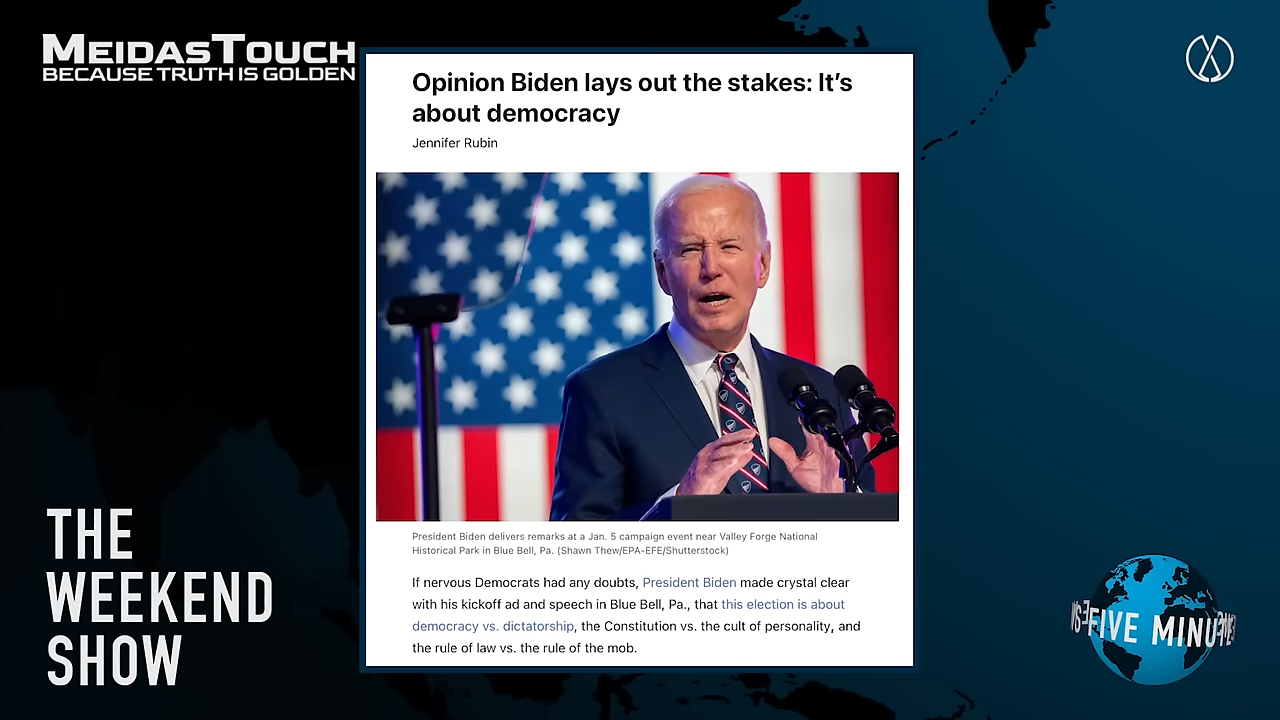 MEIDASTOUCH
BECAUSE TRUTH IS GOLDEN
Opinion Biden lays out the stakes: It's
about democracy
Jennifer Rubin
President Biden delivers remarks at a Jan. 5 campaign event near Valley Forge National
Historical Park in Blue Bell, Pa. (Shawn Thew/EPA-EFE/Shutterstock)
If nervous Democrats had any doubts, President Biden made crystal clear
with his kickoff ad and speech in Blue Bell, Pa., that this election is about
democracy vs. dictatorship, the Constitution vs. the cult of personality, and
the rule of law vs. the rule of the mob.
THE
WEEKEND
SHOW
FIVE